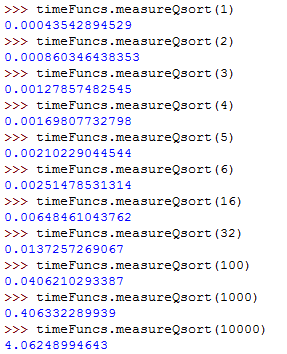 >>> timeFuncs.measureQsort(1)
0.00043542894529
>>> timeFuncs.measureQsort(2)
0.000860346438353
>>> timeFuncs.measureQsort(3)
0.00127857482545
>>> timeFuncs.measureQsort(4)
0.00169807732798
>>> timeFuncs.measureQsort(5)
0.00210229044544
>>> timeFuncs.measureQsort(6)
0.00251478531314
>>> timeFuncs.measureQsort(16)
0.00648461043762
>>> timeFuncs.measureQsort(32)
0.0137257269067
>>> timeFuncs.measureQsort(100)
0.0406210293387
>>> timeFuncs.measureQsort(1000)
0.406332289939
>>> timeFuncs.measureQsort(10000)
4.06248994643